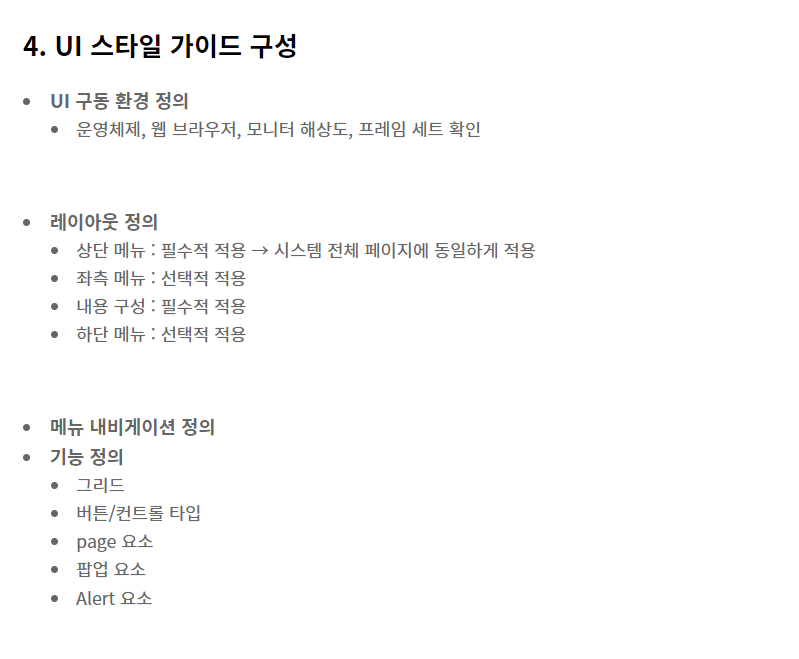 4. UI 스타일 가이드 구성
UI 구동 환경 정의
운영체제, 웹 브라우저, 모니터 해상도, 프레임 세트 확인
레이아웃 정의
상단 메뉴 : 필수적 적용 → 시스템 전체 페이지에 동일하게 적용
좌측 메뉴 : 선택적 적용
내용 구성 : 필수적 적용
하단 메뉴 : 선택적 적용
메뉴 내비게이션 정의
기능 정의
그리드
버튼/컨트롤 타입
page 요소
팝업 요소
Alert 요소